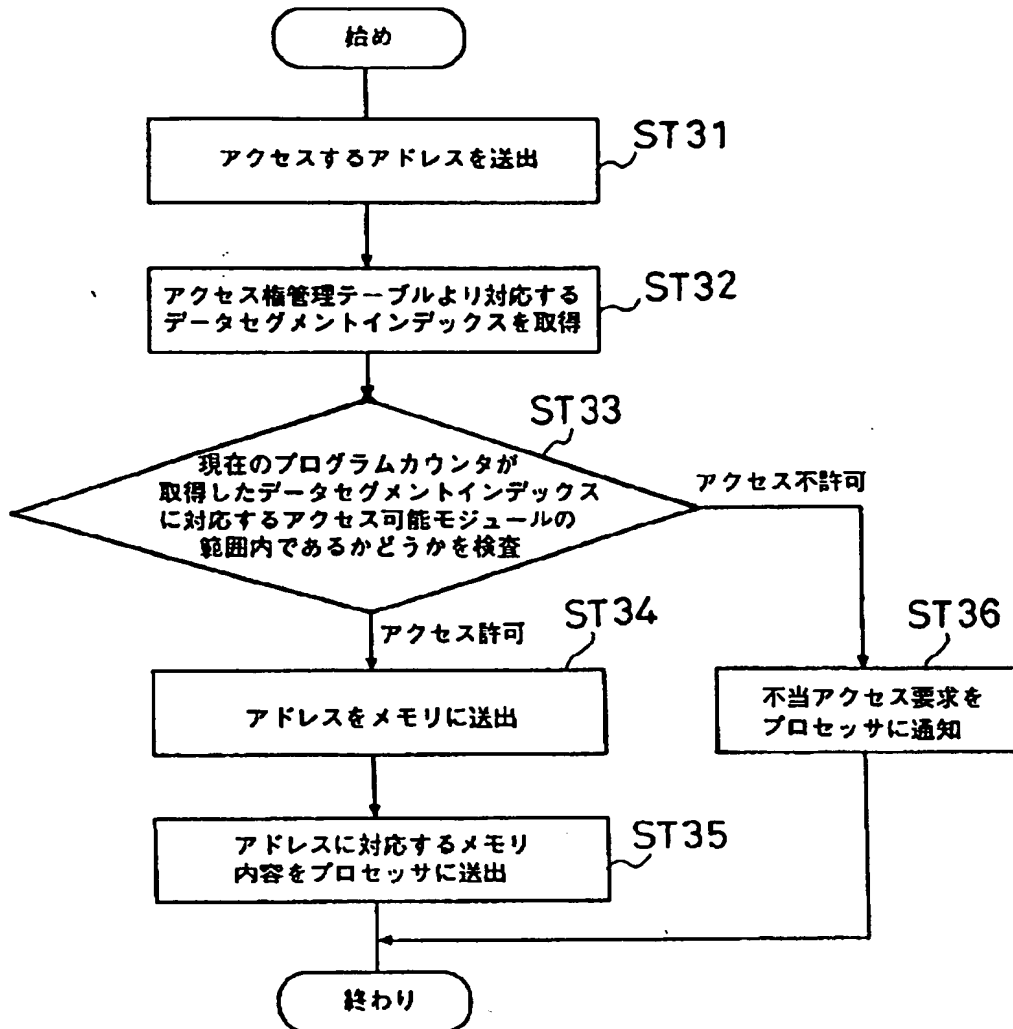 始め
アクセスするアドレスを送出
ST31
アクセス権管理テーブルより対応する
データセグメントインデックスを取得
ST32
現在のプログラムカウンタが
取得したデータセグメントインデックス
に対応するアクセス可能モジュールの
範囲内であるかどうかを検査
ST33
アクセス不許可
アクセス許可
アドレスをメモリに送出
ST34
不当アクセス要求を
プロセッサに通知
ST36
アドレスに対応するメモリ
内容をプロセッサに送出
ST35
終わり